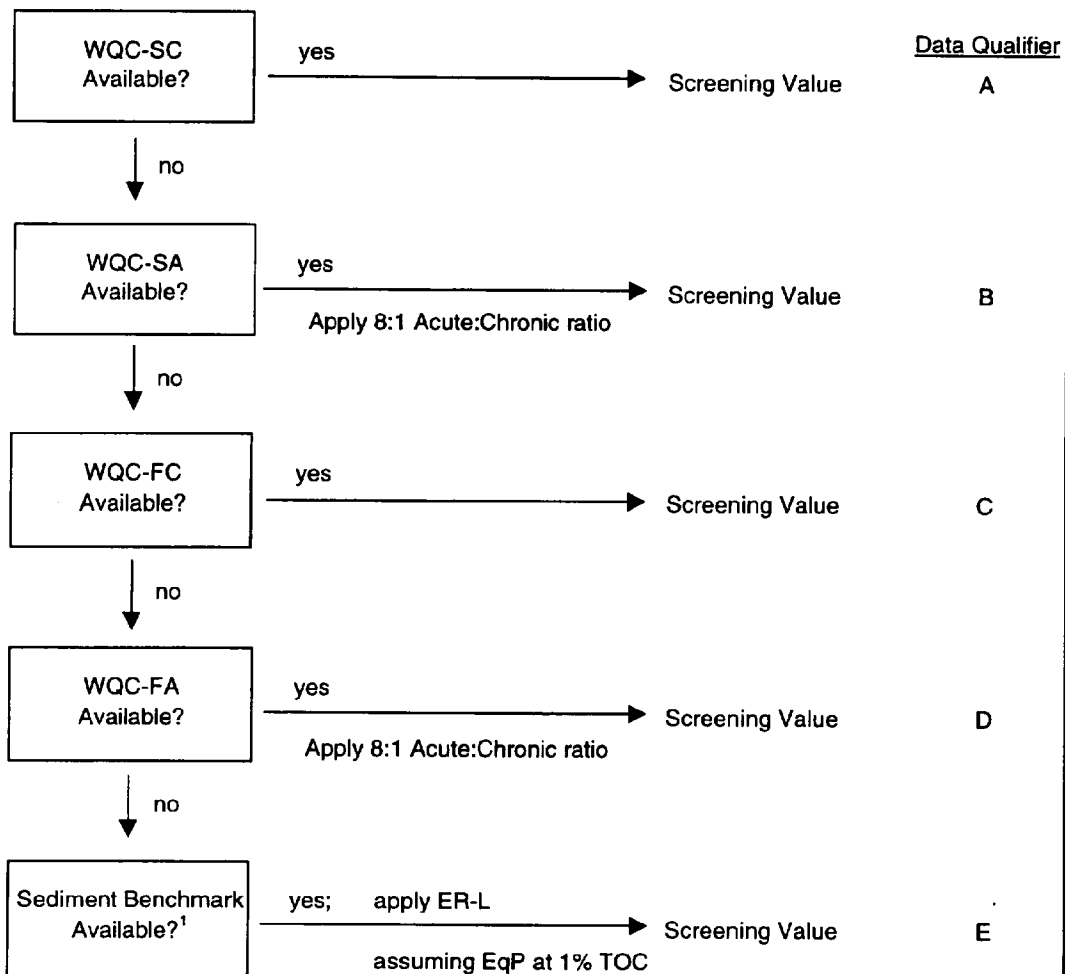 Data Qualifier
WQC-SC
Available?
yes
Screening Value
A
no
WQC-SA
Available?
yes
Apply 8:1 Acute:Chronic ratio
Screening Value
B
no
WQC-FC
Available?
yes
Screening Value
C
no
WQC-FA
Available?
yes
Apply 8:1 Acute:Chronic ratio
Screening Value
D
no
Sediment Benchmark
Available?¹
yes; apply ER-L
assuming EqP at 1% TOC
Screening Value
E